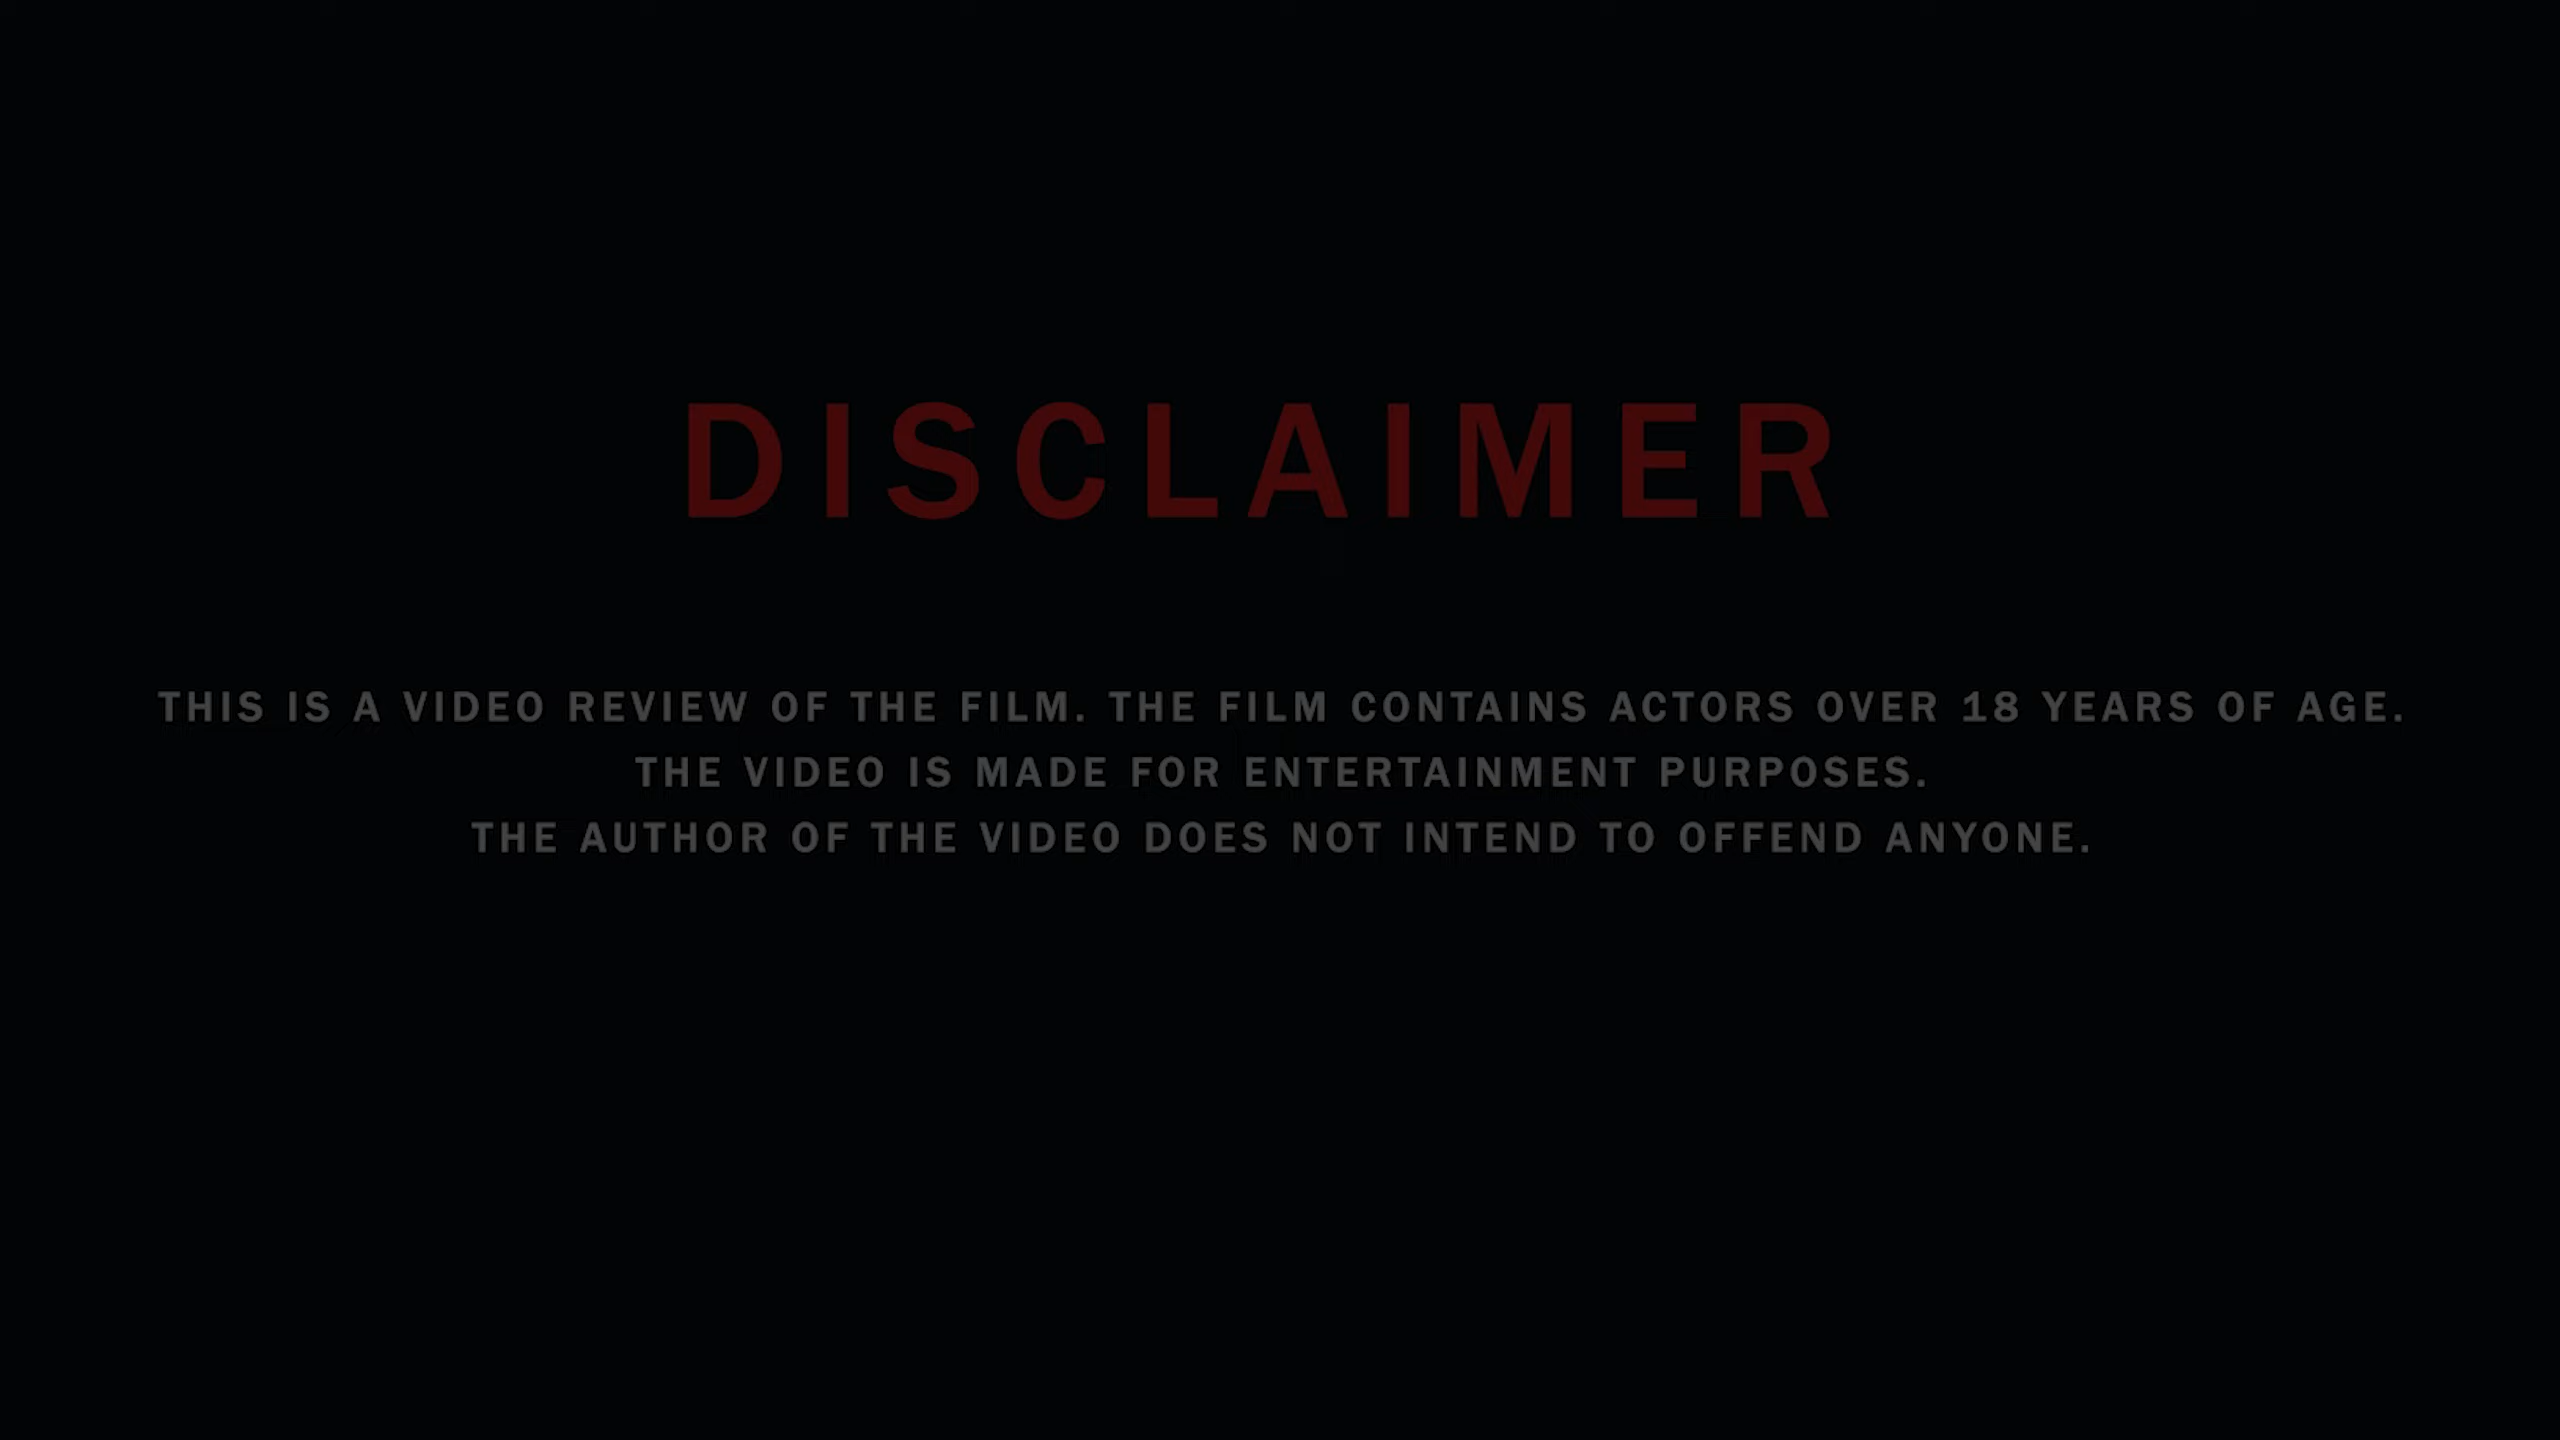 DISCLAIMER
THIS IS A VIDEO REVIEW OF THE FILM. THE FILM CONTAINS ACTORS OVER 18 YEARS OF AGE.
THE VIDEO IS MADE FOR ENTERTAINMENT PURPOSES.
THE AUTHOR OF THE VIDEO DOES NOT INTEND TO OFFEND ANYONE.